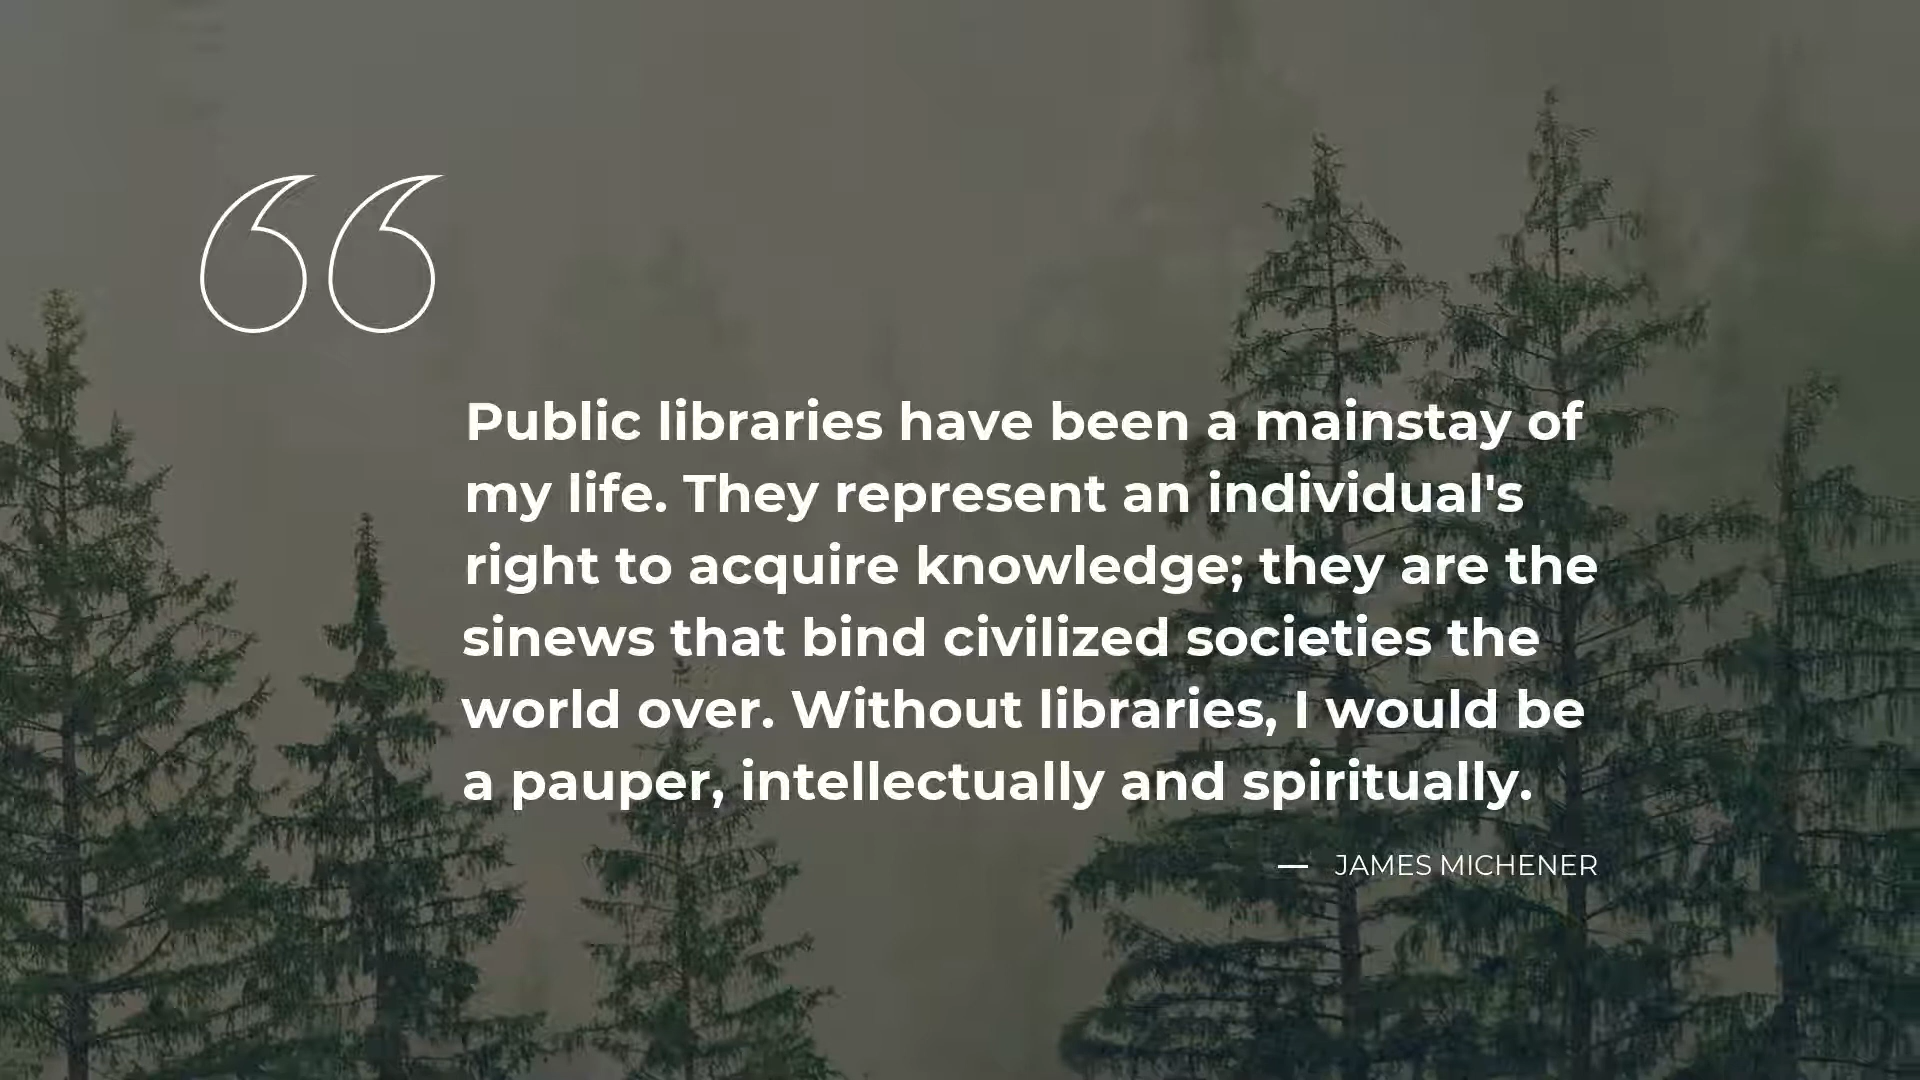 Public libraries have been a mainstay of
my life. They represent an individual's
right to acquire knowledge; they are the
sinews that bind civilized societies the
world over. Without libraries, I would be
a pauper, intellectually and spiritually.
— JAMES MICHENER